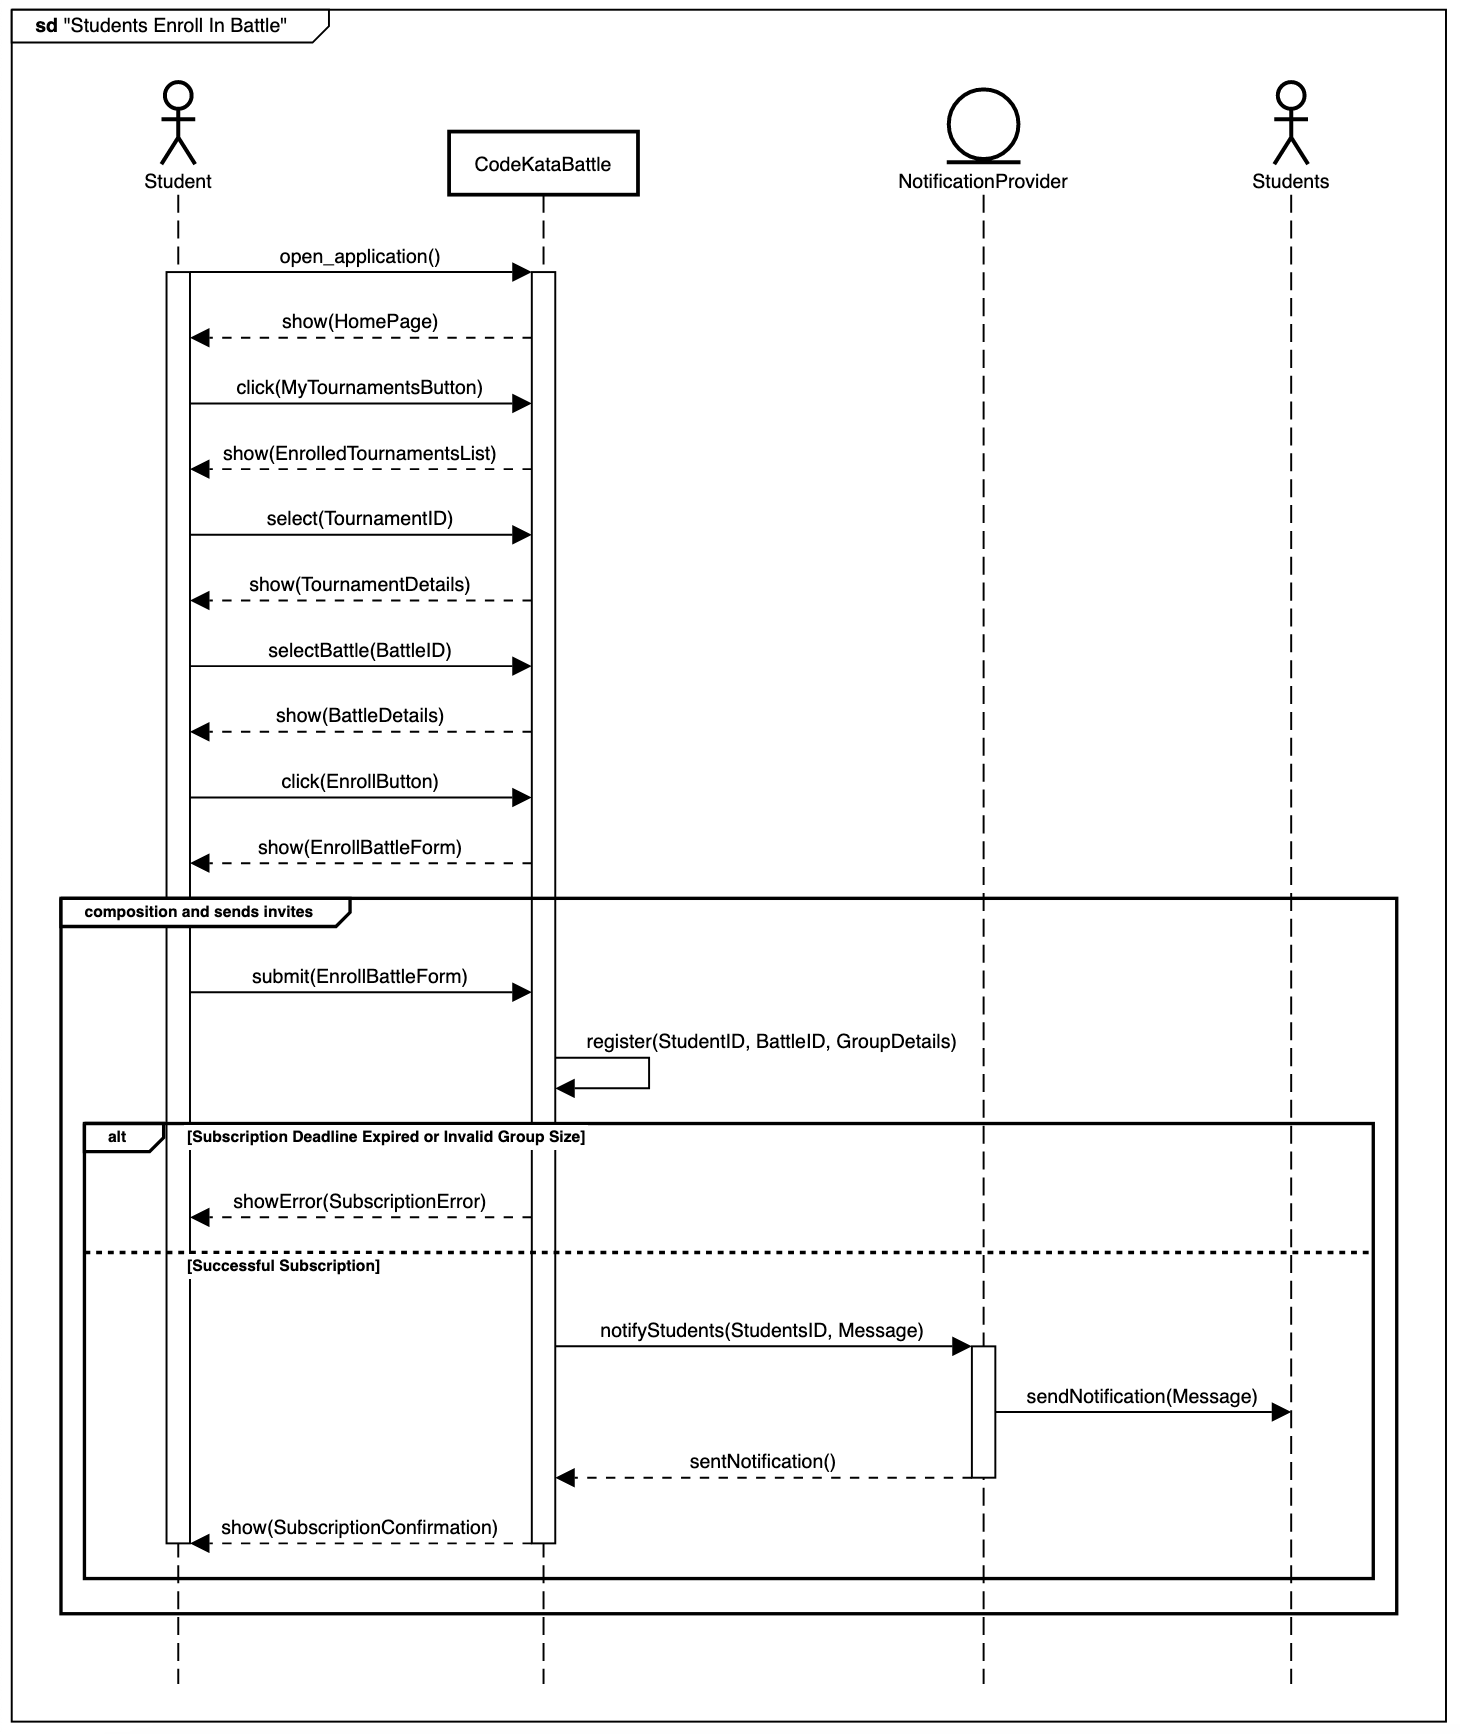 sd "Students Enroll In Battle"
Student
CodeKataBattle
NotificationProvider
Students
open_application()
show(HomePage)
click(MyTournamentsButton)
show(EnrolledTournamentsList)
select(TournamentID)
show(TournamentDetails)
selectBattle(BattleID)
show(BattleDetails)
click(EnrollButton)
show(EnrollBattleForm)
composition and sends invites
submit(EnrollBattleForm)
register(StudentID, BattleID, GroupDetails)
alt
[Subscription Deadline Expired or Invalid Group Size]
showError(SubscriptionError)
[Successful Subscription]
notifyStudents(StudentsID, Message)
sendNotification(Message)
sentNotification()
show(SubscriptionConfirmation)